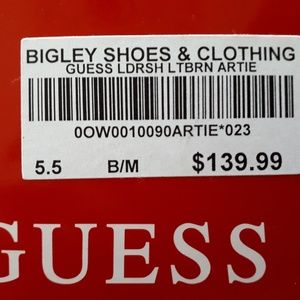 BIGLEY SHOES & CLOTHING
GUESS LDRSH LTBRN ARTIE
0OW0010090ARTIE*023
5.5 B/M $139.99
GUESS